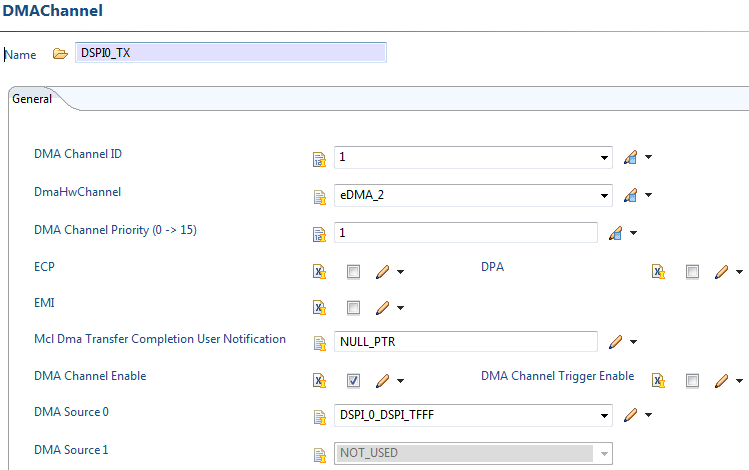 DMAChannel
Name DSPI0_TX
General
DMA Channel ID 1
DmaHwChannel eDMA_2
DMA Channel Priority (0 -> 15) 1
ECP DPA
EMI
Mcl Dma Transfer Completion User Notification NULL_PTR
DMA Channel Enable DMA Channel Trigger Enable
DMA Source 0 DSPI_0_DSPI_TFFF
DMA Source 1 NOT_USED